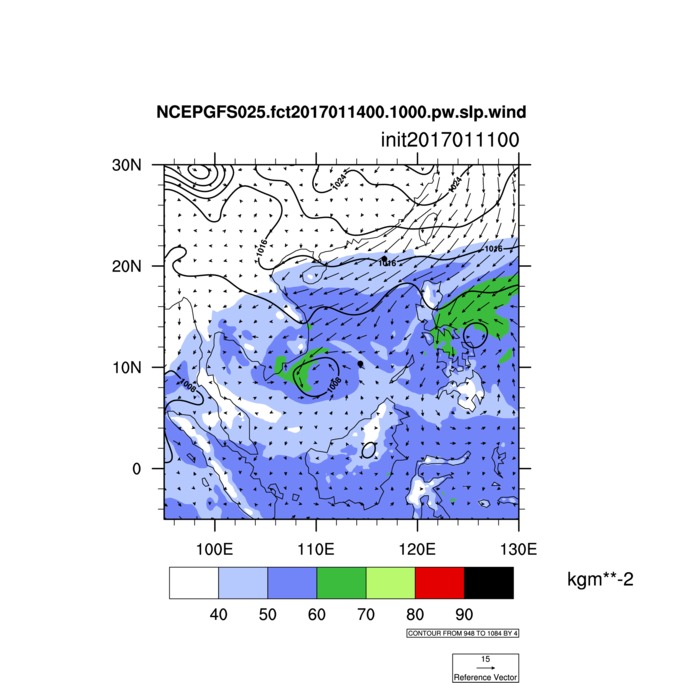 NCEPGFS025.fct2017011400.1000.pw.slp.wind
init2017011100
30N
1024
1024
1016
1016
20N
1016
10N
1008
1008
0
100E
110E
120E
130E
kgm**-2
40
50
60
70
80
90
CONTOUR FROM 948 TO 1084 BY 4
15
Reference Vector